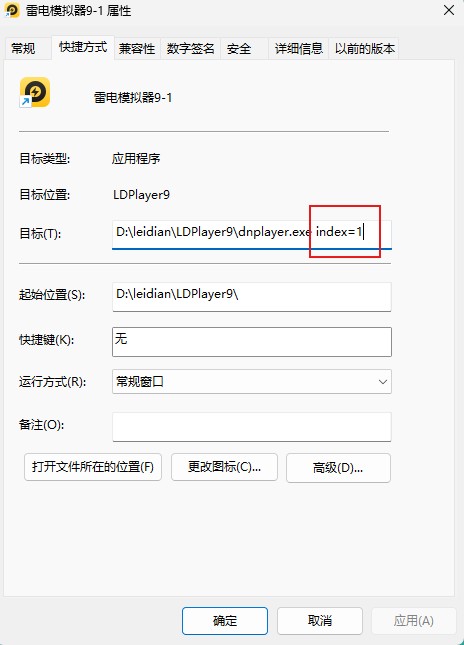 雷电模拟器9-1 属性
常规 快捷方式 兼容性 数字签名 安全 详细信息 以前的版本
雷电模拟器9-1
目标类型: 应用程序
目标位置: LDPlayer9
目标(T): D:\leidian\LDPlayer9\dnplayer.exe index=1
起始位置(S): D:\leidian\LDPlayer9\
快捷键(K): 无
运行方式(R): 常规窗口
备注(O):
打开文件所在的位置(F) 更改图标(C)... 高级(D)...
确定 取消 应用(A)